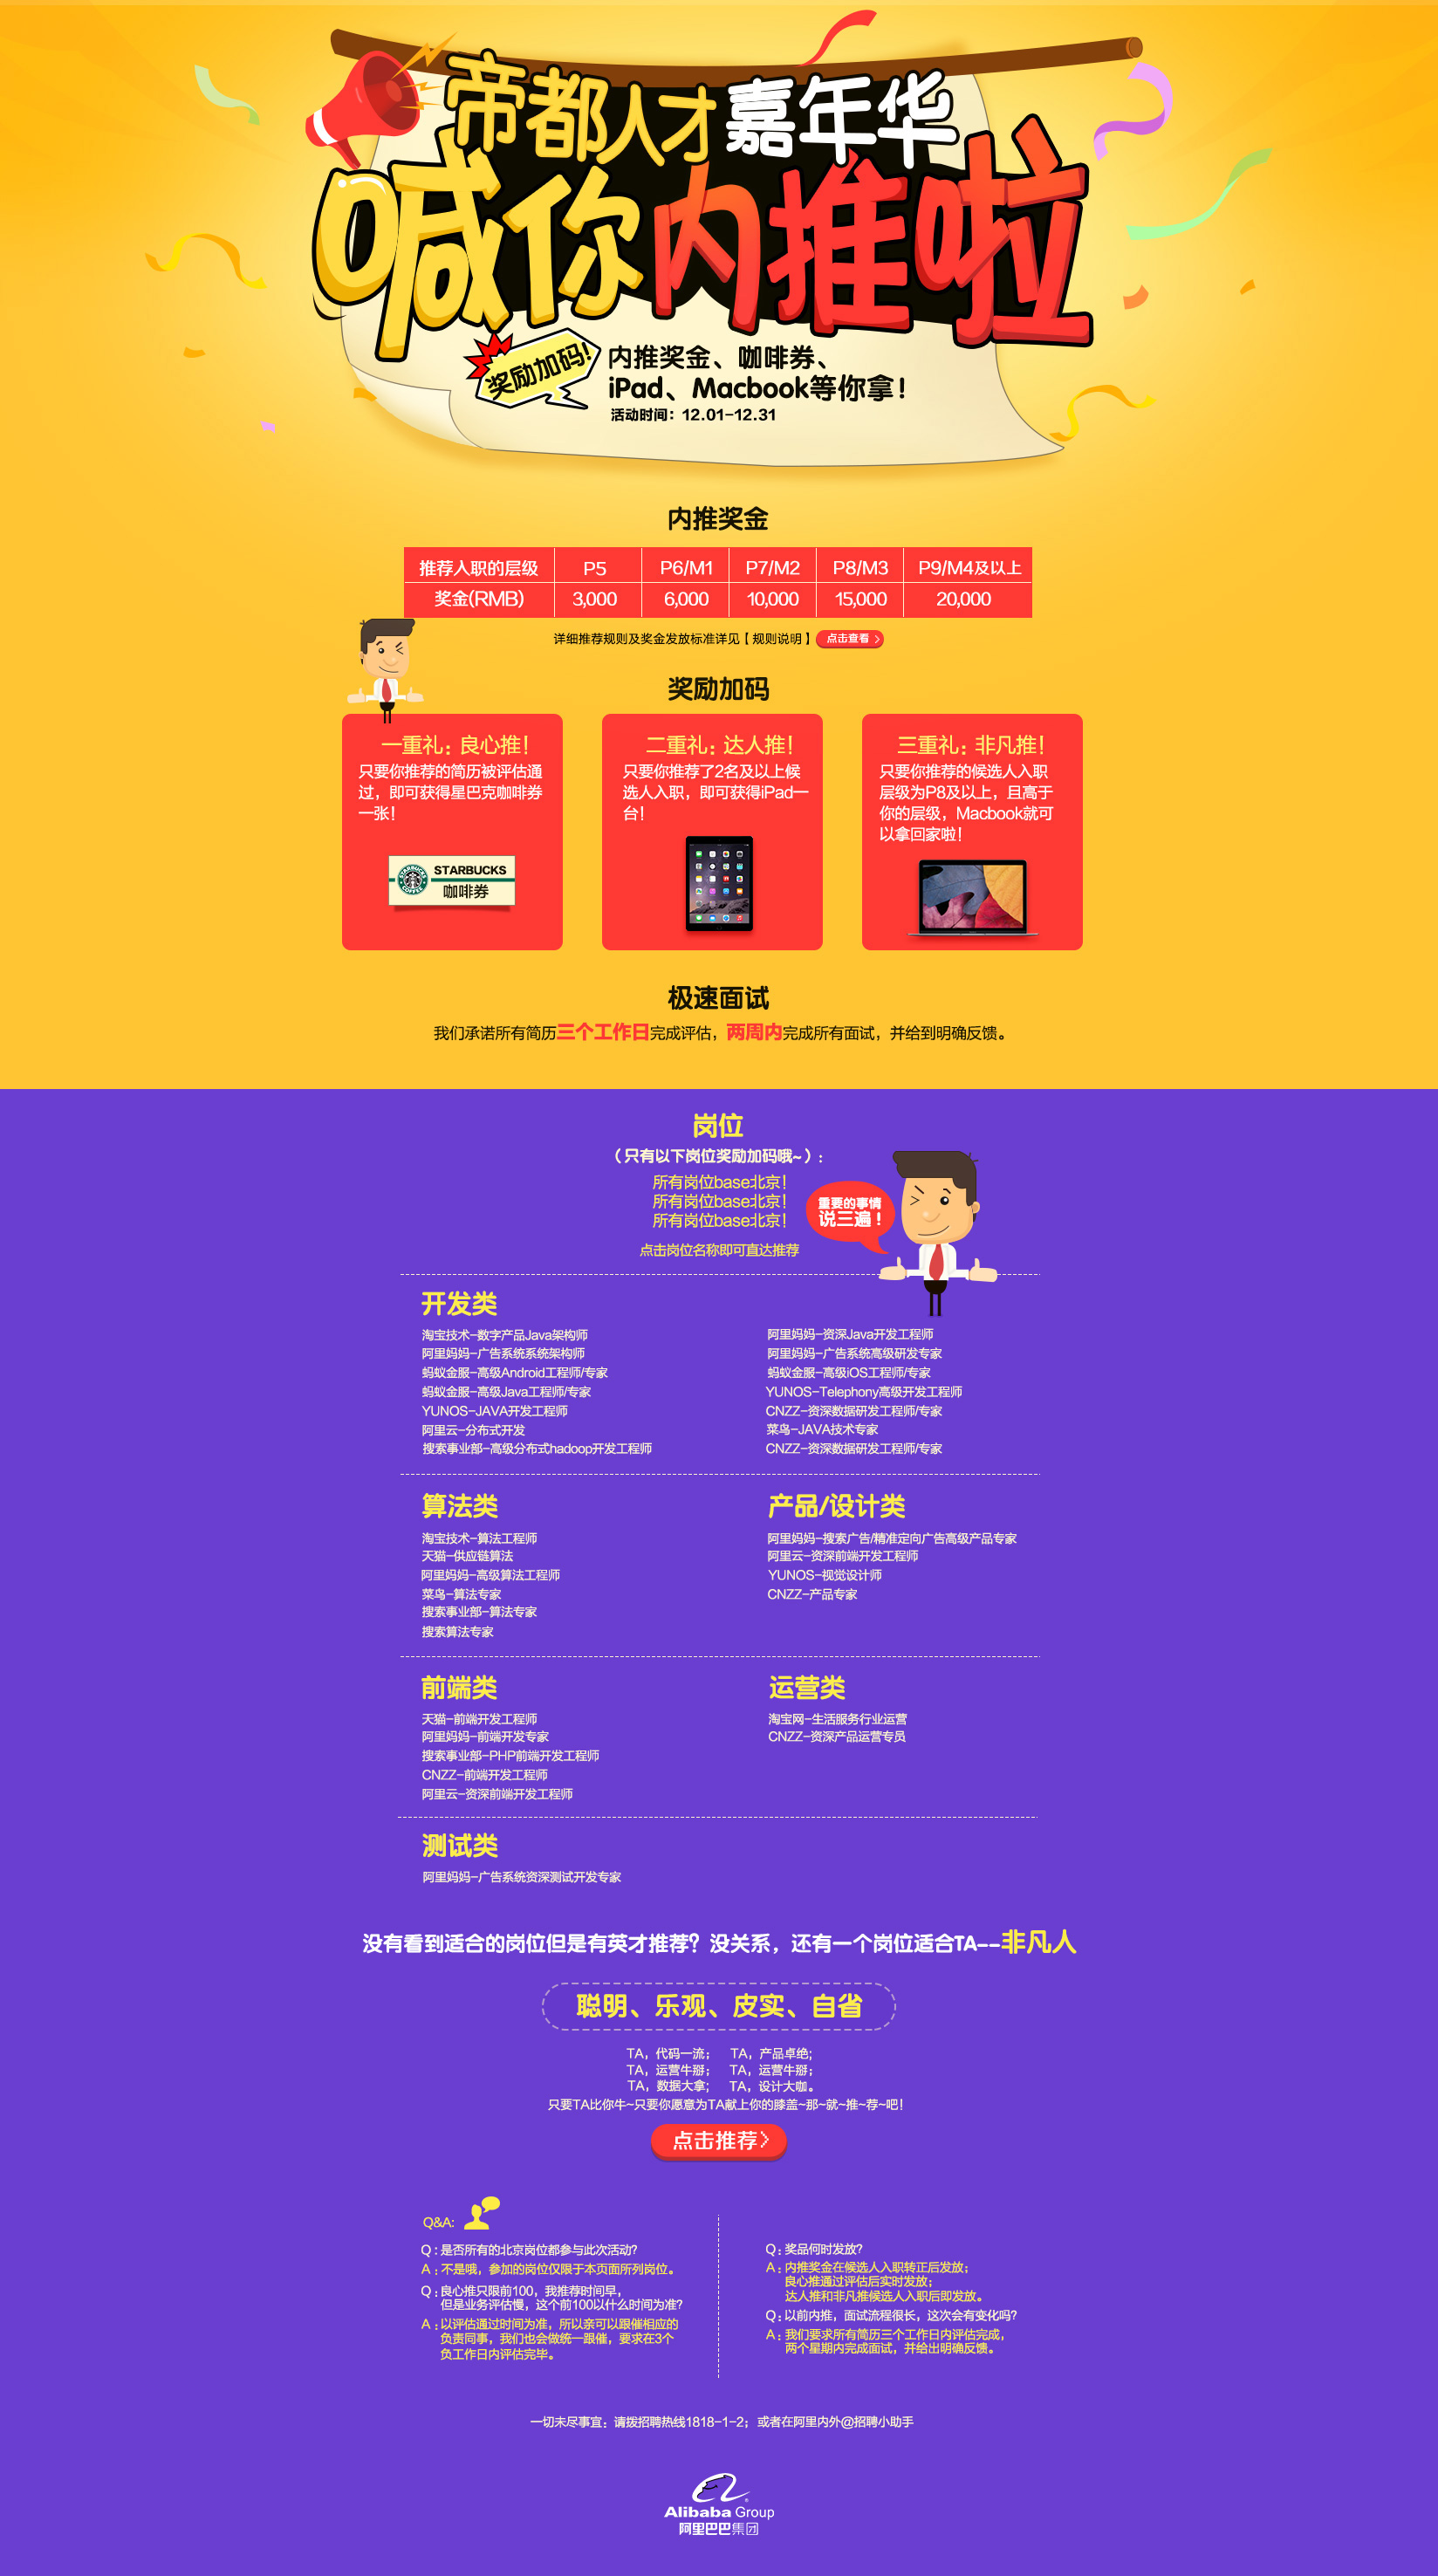 帝都人才嘉年华
喊你内推啦
奖励加码!
内推奖金、咖啡券、
iPad、Macbook等你拿!
活动时间：12.01-12.31
内推奖金
推荐入职的层级 P5 P6/M1 P7/M2 P8/M3 P9/M4及以上
奖金(RMB) 3,000 6,000 10,000 15,000 20,000
详细推荐规则及奖金发放标准详见【规则说明】 点击查看 >
奖励加码
一重礼：良心推!
只要你推荐的简历被评估通
过，即可获得星巴克咖啡券
一张!
STARBUCKS
咖啡券
二重礼：达人推!
只要你推荐了2名及以上候
选人入职，即可获得iPad一
台!
三重礼：非凡推!
只要你推荐的候选人入职
层级为P8及以上，且高于
你的层级，Macbook就可
以拿回家啦!
极速面试
我们承诺所有简历三个工作日完成评估，两周内完成所有面试，并给到明确反馈。
岗位
（只有以下岗位奖励加码哦~）:
所有岗位base北京!
所有岗位base北京!
所有岗位base北京!
重要的事情
说三遍!
点击岗位名称即可直达推荐
开发类
淘宝技术-数字产品Java架构师
阿里妈妈-广告系统系统架构师
蚂蚁金服-高级Android工程师/专家
蚂蚁金服-高级Java工程师/专家
YUNOS-JAVA开发工程师
阿里云-分布式开发
搜索事业部-高级分布式hadoop开发工程师
阿里妈妈-资深Java开发工程师
阿里妈妈-广告系统高级研发专家
蚂蚁金服-高级iOS工程师/专家
YUNOS-Telephony高级开发工程师
CNZZ-资深数据研发工程师/专家
菜鸟-JAVA技术专家
CNZZ-资深数据研发工程师/专家
算法类
淘宝技术-算法工程师
天猫-供应链算法
阿里妈妈-高级算法工程师
菜鸟-算法专家
搜索事业部-算法专家
搜索算法专家
产品/设计类
阿里妈妈-搜索广告/精准定向广告高级产品专家
阿里云-资深前端开发工程师
YUNOS-视觉设计师
CNZZ-产品专家
前端类
天猫-前端开发工程师
阿里妈妈-前端开发专家
搜索事业部-PHP前端开发工程师
CNZZ-前端开发工程师
阿里云-资深前端开发工程师
运营类
淘宝网-生活服务行业运营
CNZZ-资深产品运营专员
测试类
阿里妈妈-广告系统资深测试开发专家
没有看到适合的岗位但是有英才推荐？没关系，还有一个岗位适合TA--非凡人
聪明、乐观、皮实、自省
TA，代码一流； TA，产品卓绝;
TA，运营牛掰； TA，运营牛掰；
TA，数据大拿; TA，设计大咖。
只要TA比你牛~只要你愿意为TA献上你的膝盖~那~就~推~荐~吧!
点击推荐>
Q&A:
Q：是否所有的北京岗位都参与此次活动?
A：不是哦，参加的岗位仅限于本页面所列岗位。
Q：良心推只限前100，我推荐时间早，
但是业务评估慢，这个前100以什么时间为准?
A：以评估通过时间为准，所以亲可以跟催相应的
负责同事，我们也会做统一跟催，要求在3个
负工作日内评估完毕。
Q：奖品何时发放?
A：内推奖金在候选人入职转正后发放；
良心推通过评估后实时发放；
达人推和非凡推候选人入职后即发放。
Q：以前内推，面试流程很长，这次会有变化吗?
A：我们要求所有简历三个工作日内评估完成，
两个星期内完成面试，并给出明确反馈。
一切未尽事宜：请拨招聘热线1818-1-2；或者在阿里内外@招聘小助手
Alibaba Group
阿里巴巴集团